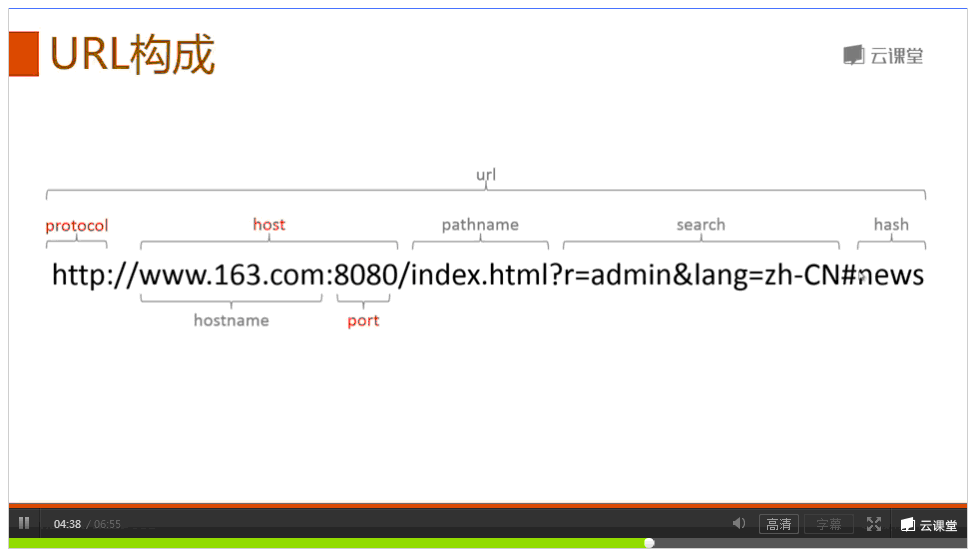 URL构成
云课堂
url
protocol host pathname search hash
http://www.163.com:8080/index.html?r=admin&lang=zh-CN#news
hostname port
04:38 / 06:55 高清 字幕 云课堂